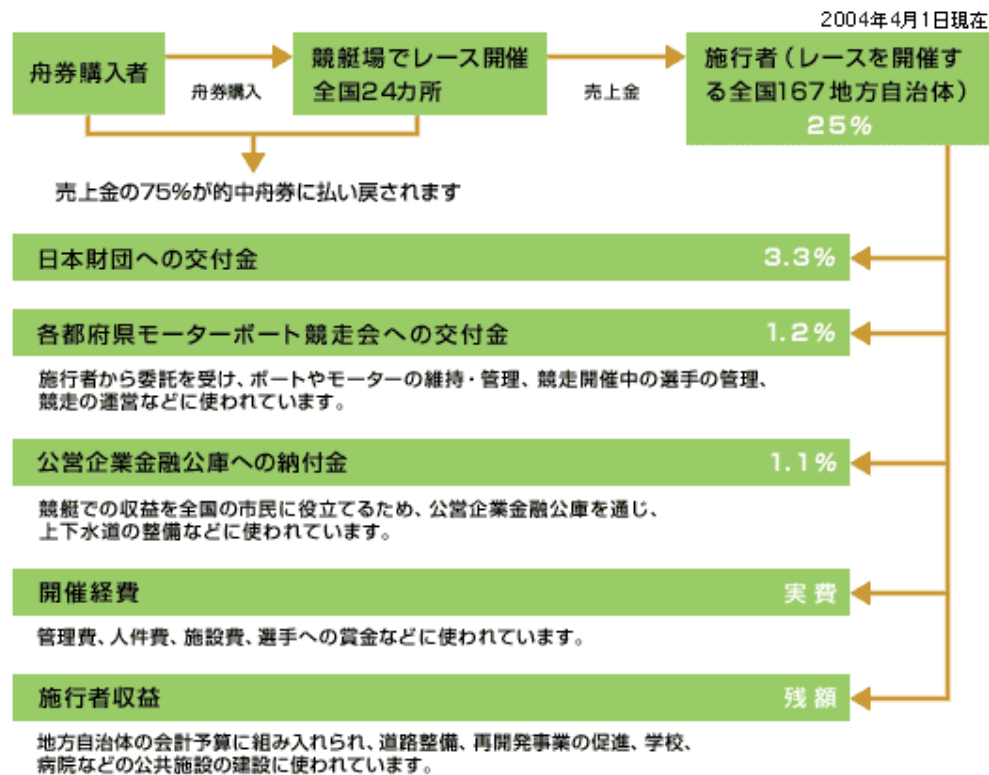 2004年4月1日現在
舟券購入者
舟券購入
競艇場でレース開催
全国24カ所
売上金
施行者(レースを開催す
る全国167地方自治体)
25%
売上金の75%が的中舟券に払い戻されます
日本財団への交付金 3.3%
各都府県モーターボート競走会への交付金 1.2%
施行者から委託を受け、ボートやモーターの維持・管理、競走開催中の選手の管理、
競走の運営などに使われています。
公営企業金融公庫への納付金 1.1%
競艇での収益を全国の市民に役立てるため、公営企業金融公庫を通じ、
上下水道の整備などに使われています。
開催経費 実費
管理費、人件費、施設費、選手への賞金などに使われています。
施行者収益 残額
地方自治体の会計予算に組み入れられ、道路整備、再開発事業の促進、学校、
病院などの公共施設の建設に使われています。